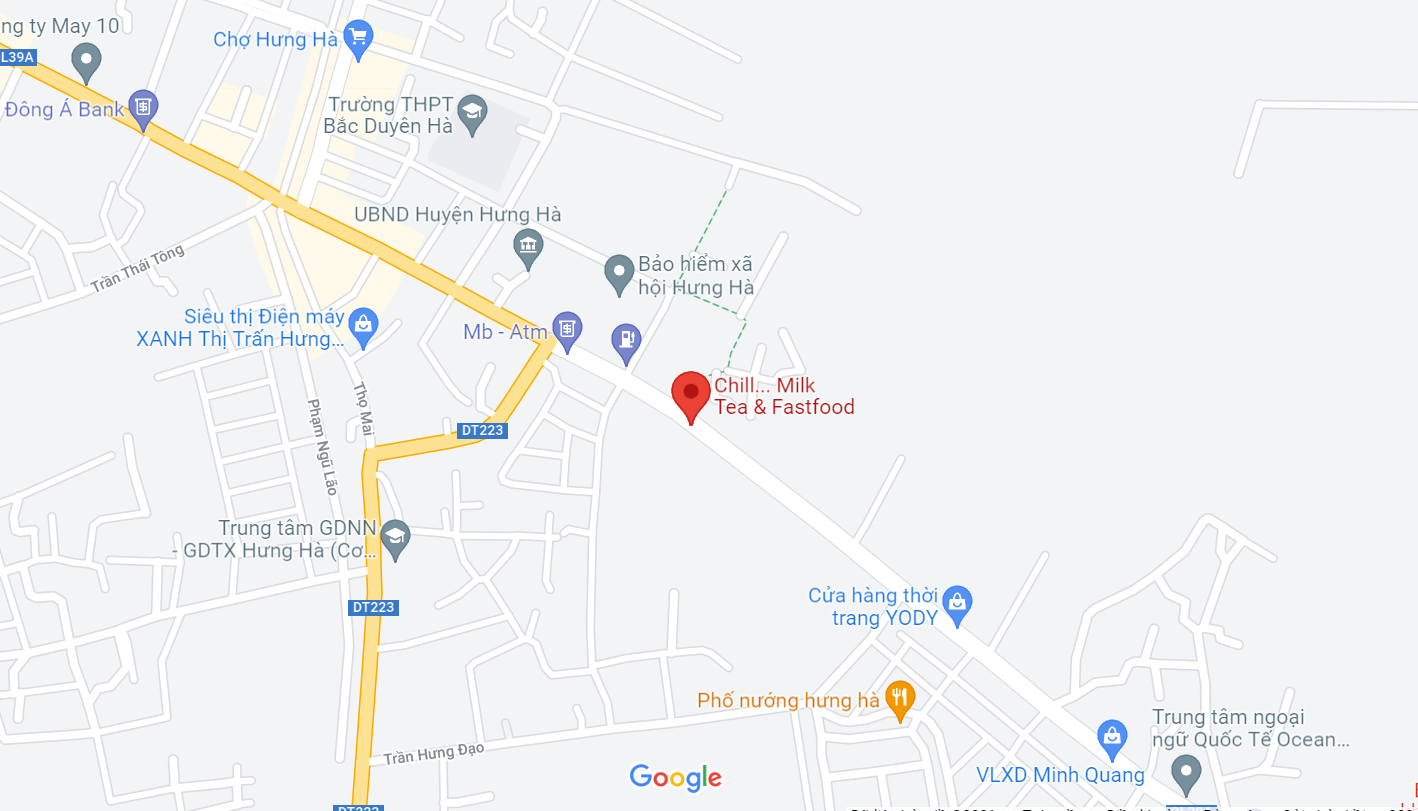 ng ty May 10
L39A
Chợ Hưng Hà
Đông Á Bank
Trường THPT
Bắc Duyên Hà
UBND Huyện Hưng Hà
Trần Thái Tông
Bảo hiểm xã
hội Hưng Hà
Siêu thị Điện máy
XANH Thị Trấn Hưng...
Mb - Atm
Chill... Milk
Tea & Fastfood
Thọ Mai
Phạm Ngũ Lão
DT223
Trung tâm GDNN
- GDTX Hưng Hà (Cơ...
DT223
Cửa hàng thời
trang YODY
Phố nướng hưng hà
Trung tâm ngoại
ngữ Quốc Tế Ocean...
Trần Hưng Đạo
VLXD Minh Quang
Google
DT223